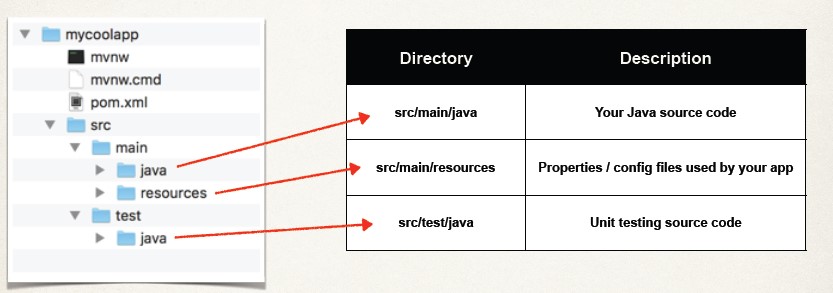 mycoolapp
mvnw
mvnw.cmd
pom.xml
src
main
java
resources
test
java
Directory Description
src/main/java Your Java source code
src/main/resources Properties / config files used by your app
src/test/java Unit testing source code